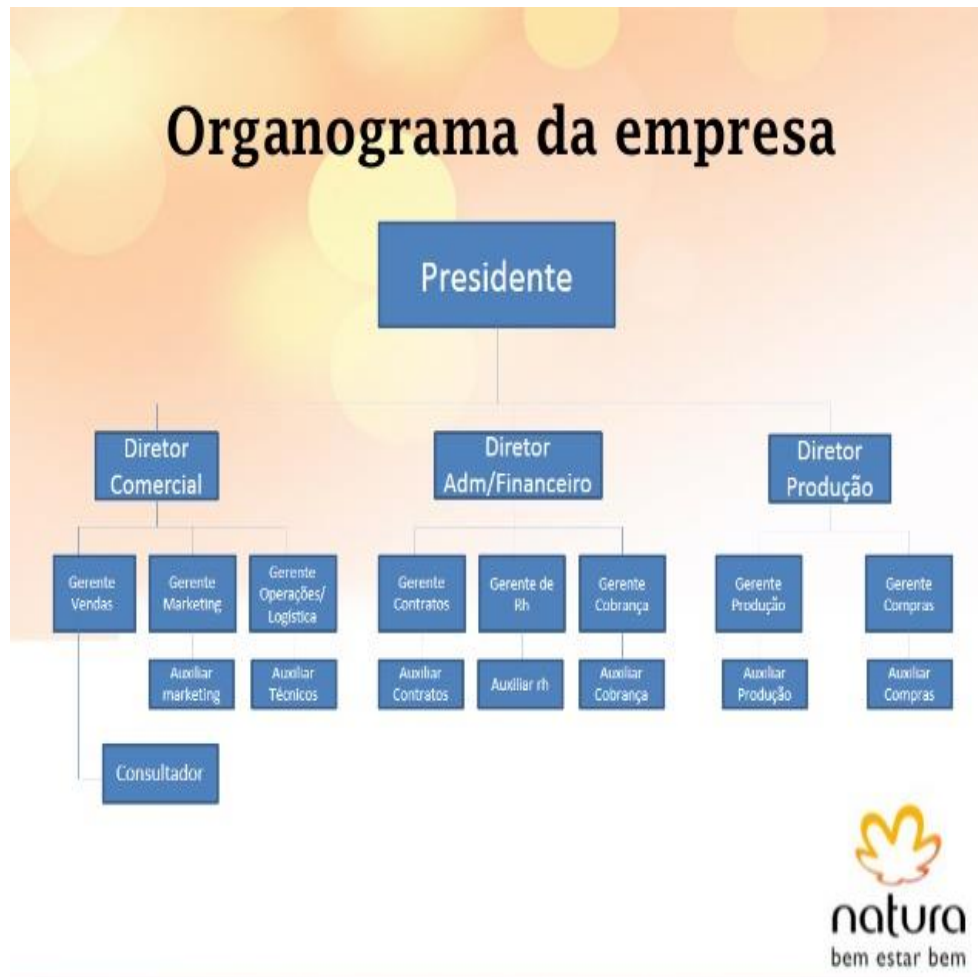 Organograma da empresa
Presidente
Diretor
Comercial
Diretor
Adm/Financeiro
Diretor
Produção
Gerente
Vendas
Gerente
Marketing
Gerente
Operações/
Logística
Gerente
Contratos
Gerente de
Rh
Gerente
Cobrança
Gerente
Produção
Gerente
Compras
Auxiliar
marketing
Auxiliar
Técnicos
Auxiliar
Contratos
Auxiliar rh
Auxiliar
Cobrança
Auxiliar
Produção
Auxiliar
Compras
Consultador
natura
bem estar bem